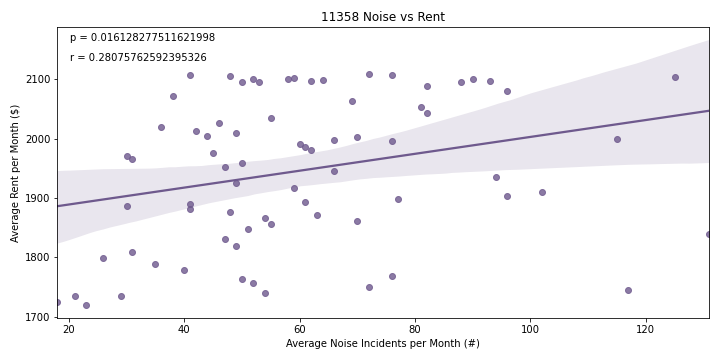 11358 Noise vs Rent
p = 0.016128277511621998
r = 0.28075762592395326
2100
2000
1900
1800
1700
Average Rent per Month ($)
20 40 60 80 100 120
Average Noise Incidents per Month (#)